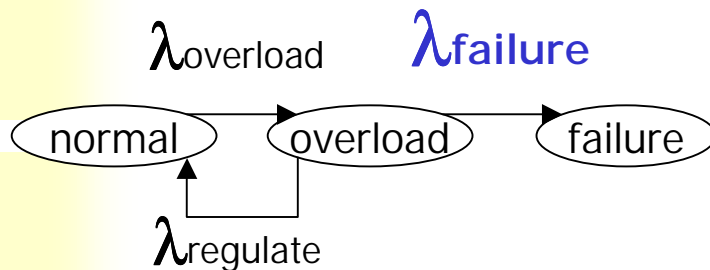 λoverload λfailure
normal overload failure
λregulate